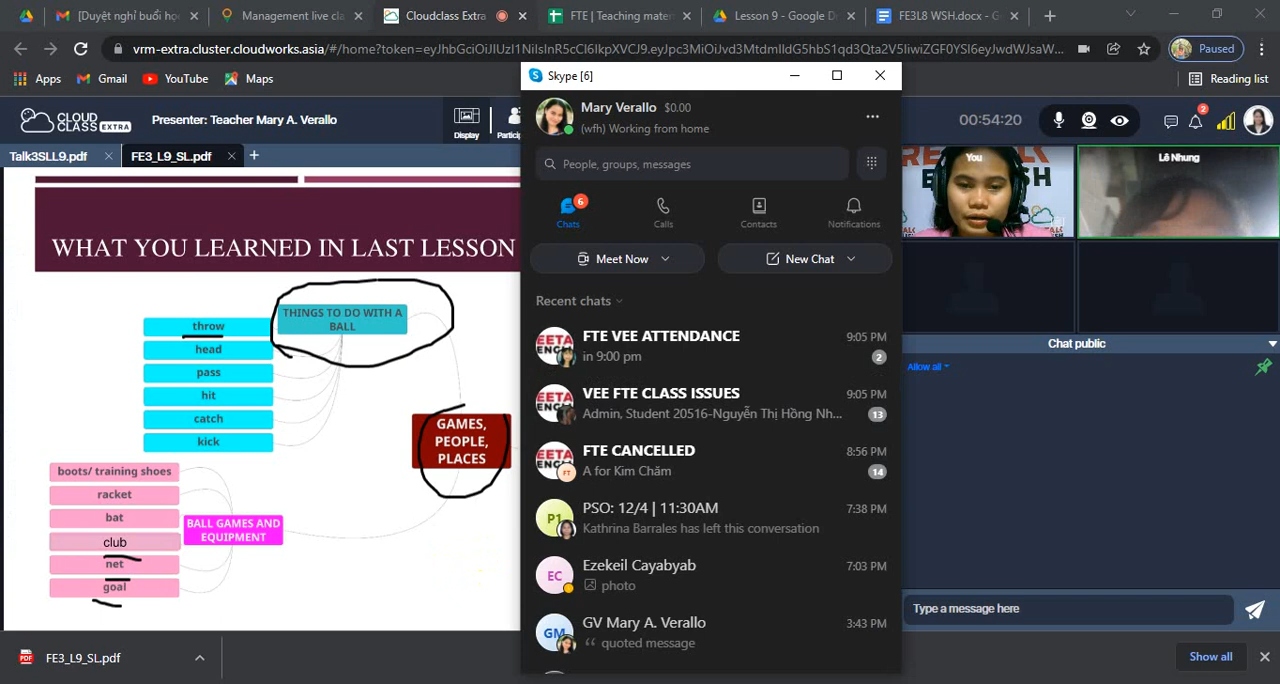 [Duyệt nghỉ buổi họ
Management live cla
Cloudclass Extra
FTE | Teaching mater
Lesson 9 - Google D
FE3L8 WSH.docx - G
vrm-extra.cluster.cloudworks.asia/#/home?token=
Paused
Apps
Gmail
YouTube
Maps
Reading list
CLOUD
CLASS EXTRA
Presenter: Teacher Mary A. Verallo
Display
Particip
00:54:20
2
Talk3SLL9.pdf
FE3_L9_SL.pdf
WHAT YOU LEARNED IN LAST LESSON
THINGS TO DO WITH A
BALL
throw
head
pass
hit
catch
kick
GAMES,
PEOPLE,
PLACES
boots/ training shoes
racket
bat
club
net
goal
BALL GAMES AND
EQUIPMENT
Skype [6]
Mary Verallo $0.00
(wfh) Working from home
People, groups, messages
6
Chats
Calls
Contacts
Notifications
Meet Now
New Chat
Recent chats
FTE VEE ATTENDANCE 9:05 PM
in 9:00 pm 2
VEE FTE CLASS ISSUES 9:05 PM
Admin, Student 20516-Nguyễn Thị Hồng Nh... 13
FTE CANCELLED 8:56 PM
A for Kim Chăm 14
P1
PSO: 12/4 | 11:30AM 7:38 PM
Kathrina Barrales has left this conversation
EC
Ezekeil Cayabyab 7:03 PM
photo
GM
GV Mary A. Verallo 3:43 PM
quoted message
You
Lê Nhung
Chat public
Allow all
Type a message here
FE3_L9_SL.pdf
Show all